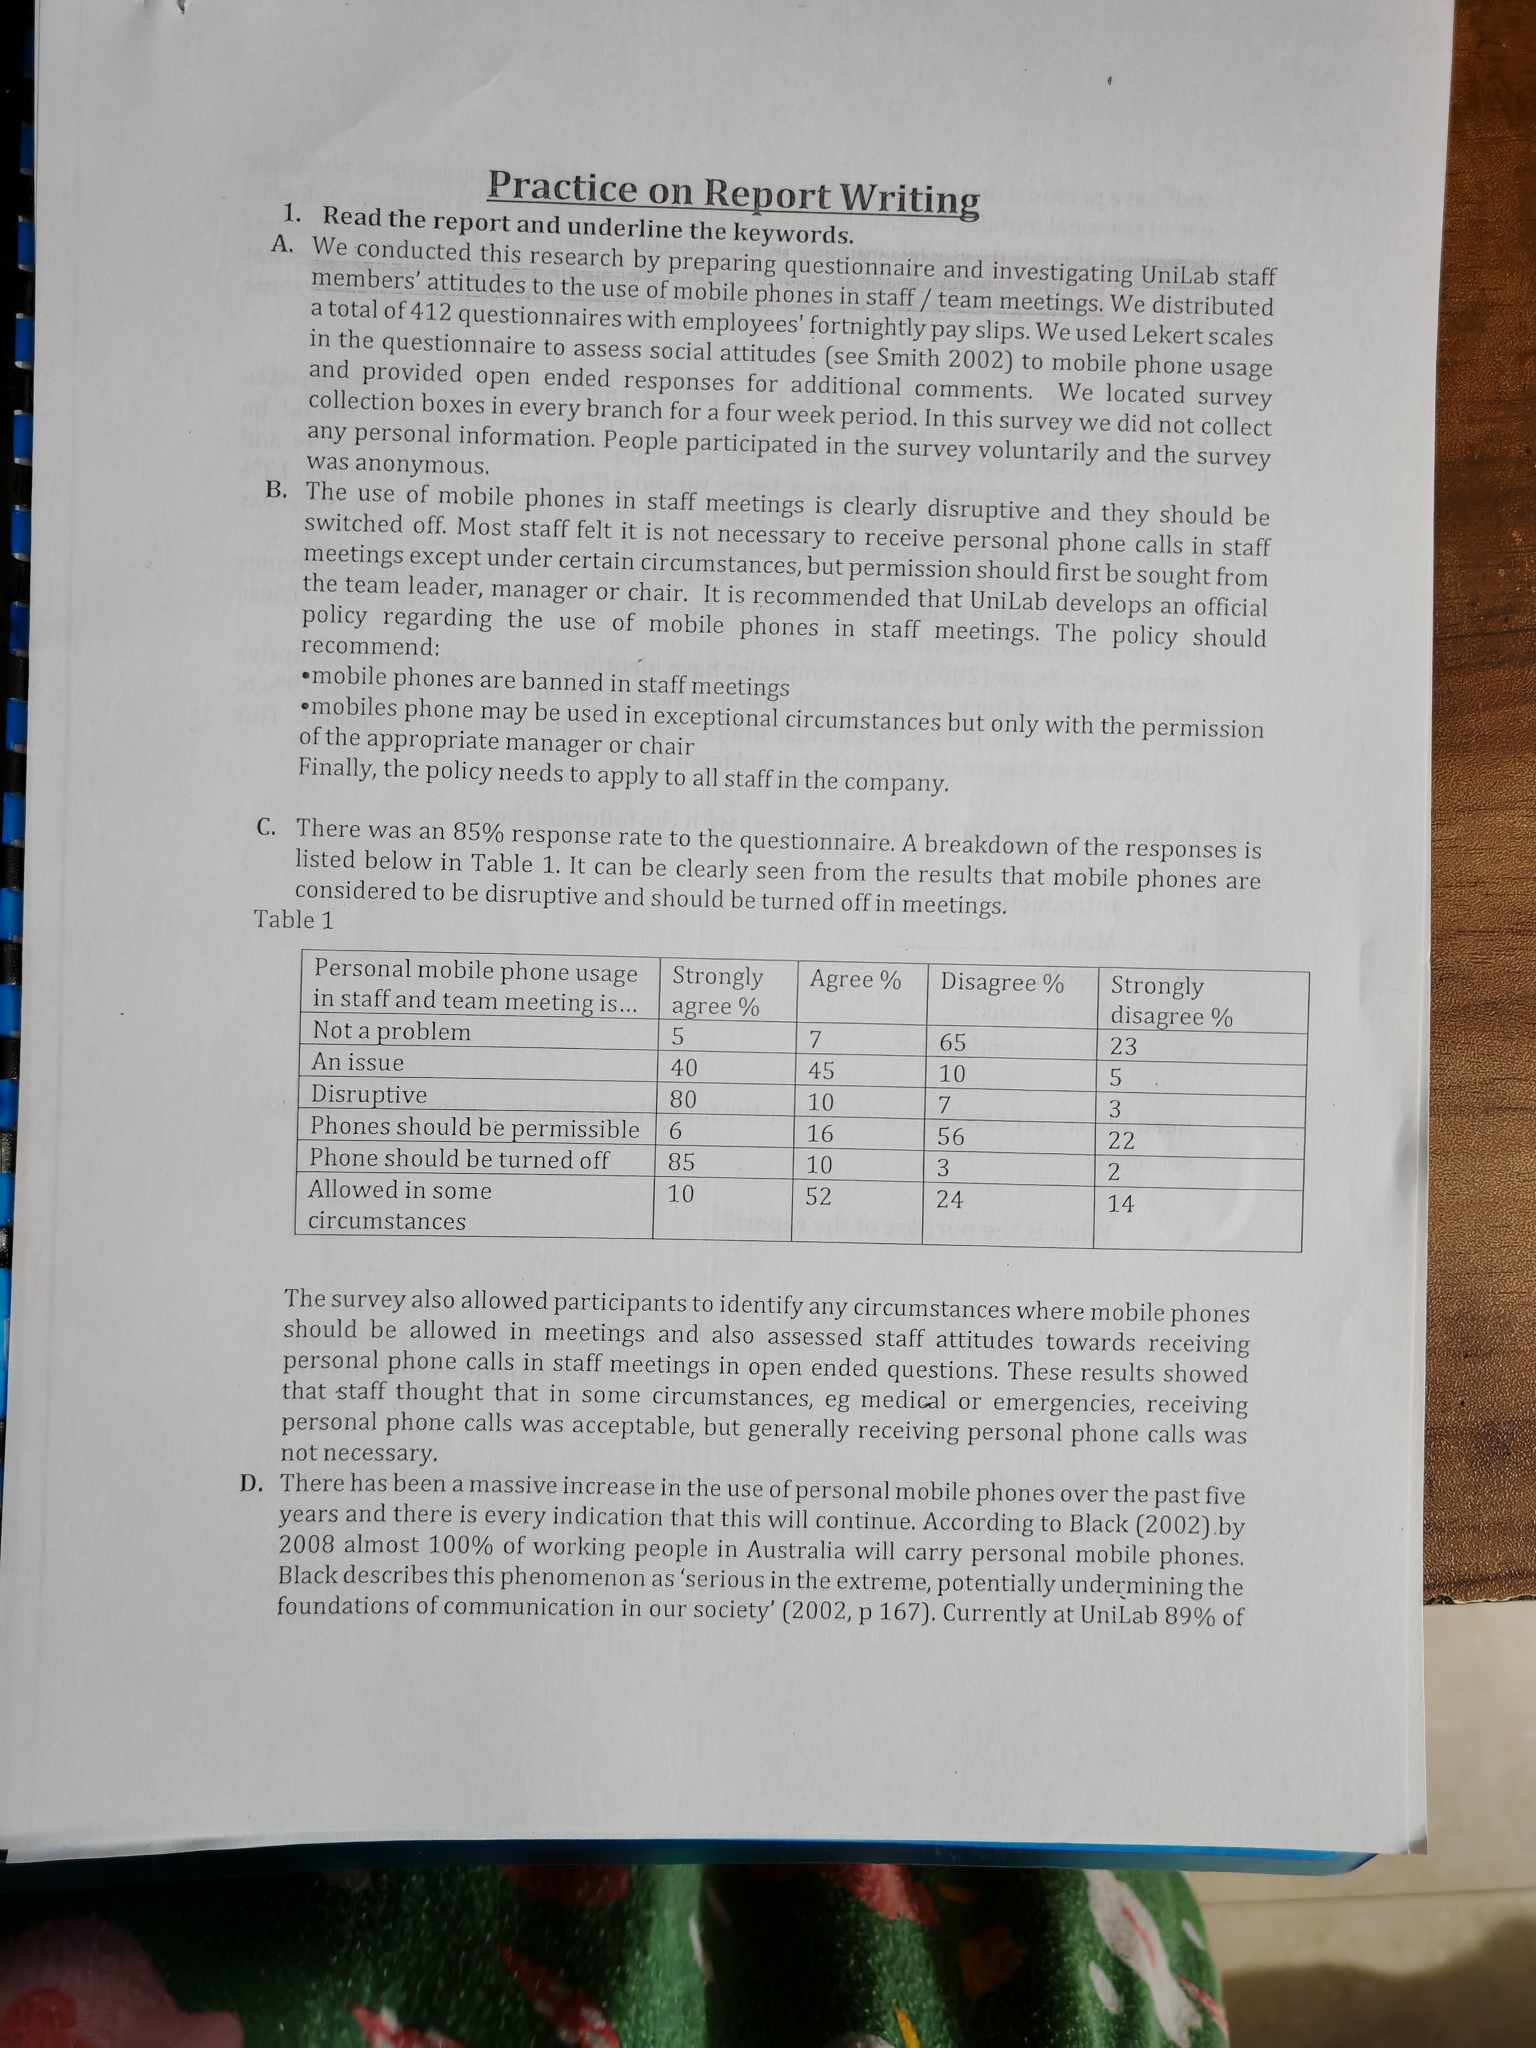 Practice on Report Writing
1. Read the report and underline the keywords.
A. We conducted this research by preparing questionnaire and investigating UniLab staff
members' attitudes to the use of mobile phones in staff / team meetings. We distributed
a total of 412 questionnaires with employees' fortnightly pay slips. We used Lekert scales
in the questionnaire to assess social attitudes (see Smith 2002) to mobile phone usage
and provided open ended responses for additional comments. We located survey
collection boxes in every branch for a four week period. In this survey we did not collect
any personal information. People participated in the survey voluntarily and the survey
was anonymous.
B. The use of mobile phones in staff meetings is clearly disruptive and they should be
switched off. Most staff felt it is not necessary to receive personal phone calls in staff
meetings except under certain circumstances, but permission should first be sought from
the team leader, manager or chair. It is recommended that UniLab develops an official
policy regarding the use of mobile phones in staff meetings. The policy should
recommend:
•mobile phones are banned in staff meetings
•mobiles phone may be used in exceptional circumstances but only with the permission
of the appropriate manager or chair
Finally, the policy needs to apply to all staff in the company.
C. There was an 85% response rate to the questionnaire. A breakdown of the responses is
listed below in Table 1. It can be clearly seen from the results that mobile phones are
considered to be disruptive and should be turned off in meetings.
Table 1
Personal mobile phone usage Strongly Agree % Disagree % Strongly
in staff and team meeting is... agree % disagree %
Not a problem 5 7 65 23
An issue 40 45 10 5
Disruptive 80 10 7 3
Phones should be permissible 6 16 56 22
Phone should be turned off 85 10 3 2
Allowed in some 10 52 24 14
circumstances
The survey also allowed participants to identify any circumstances where mobile phones
should be allowed in meetings and also assessed staff attitudes towards receiving
personal phone calls in staff meetings in open ended questions. These results showed
that staff thought that in some circumstances, eg medical or emergencies, receiving
personal phone calls was acceptable, but generally receiving personal phone calls was
not necessary.
D. There has been a massive increase in the use of personal mobile phones over the past five
years and there is every indication that this will continue. According to Black (2002) by
2008 almost 100% of working people in Australia will carry personal mobile phones.
Black describes this phenomenon as 'serious in the extreme, potentially undermining the
foundations of communication in our society' (2002, p 167). Currently at UniLab 89% of